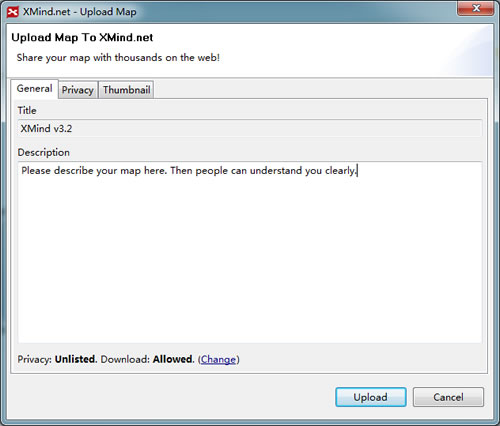 XMind.net - Upload Map
Upload Map To XMind.net
Share your map with thousands on the web!
General Privacy Thumbnail
Title
XMind v3.2
Description
Please describe your map here. Then people can understand you clearly.
Privacy: Unlisted. Download: Allowed. (Change)
Upload Cancel